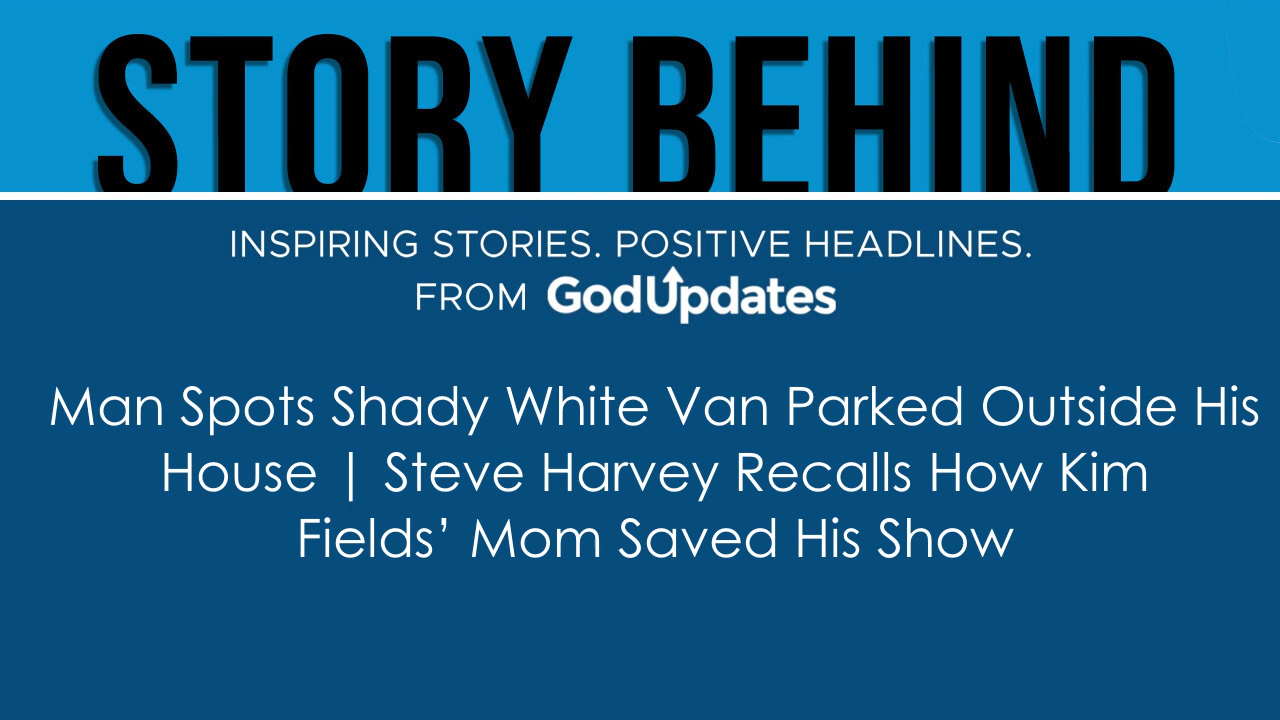 STORY BEHIND
INSPIRING STORIES. POSITIVE HEADLINES.
FROM GodUpdates
Man Spots Shady White Van Parked Outside His
House | Steve Harvey Recalls How Kim
Fields’ Mom Saved His Show